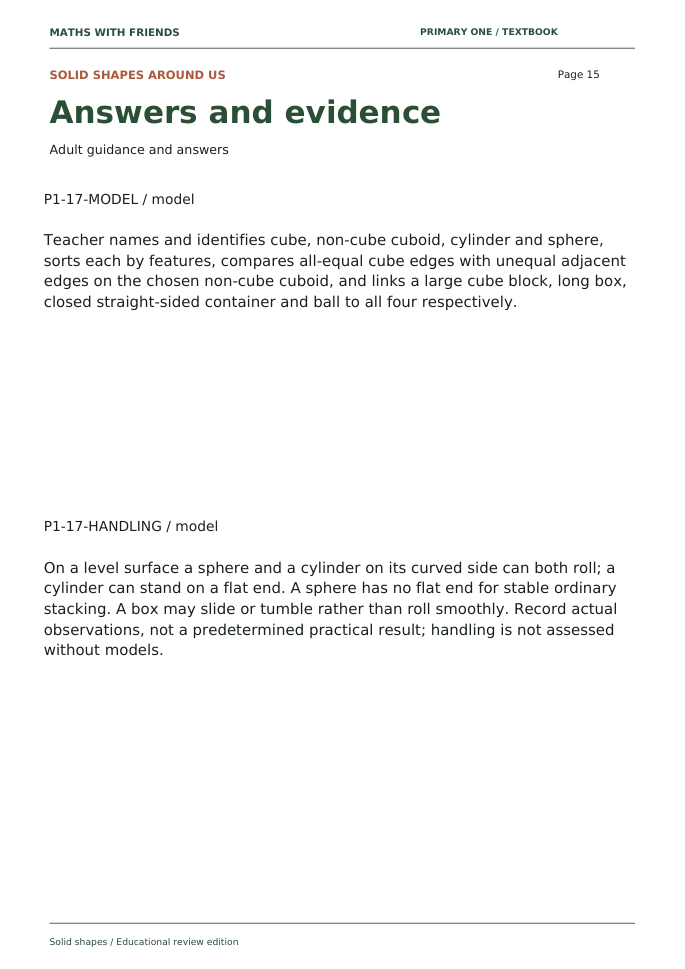 MATHS WITH FRIENDS
PRIMARY ONE / TEXTBOOK
SOLID SHAPES AROUND US
Page 15
Answers and evidence
Adult guidance and answers
P1-17-MODEL / model
Teacher names and identifies cube, non-cube cuboid, cylinder and sphere,
sorts each by features, compares all-equal cube edges with unequal adjacent
edges on the chosen non-cube cuboid, and links a large cube block, long box,
closed straight-sided container and ball to all four respectively.
P1-17-HANDLING / model
On a level surface a sphere and a cylinder on its curved side can both roll; a
cylinder can stand on a flat end. A sphere has no flat end for stable ordinary
stacking. A box may slide or tumble rather than roll smoothly. Record actual
observations, not a predetermined practical result; handling is not assessed
without models.
Solid shapes / Educational review edition